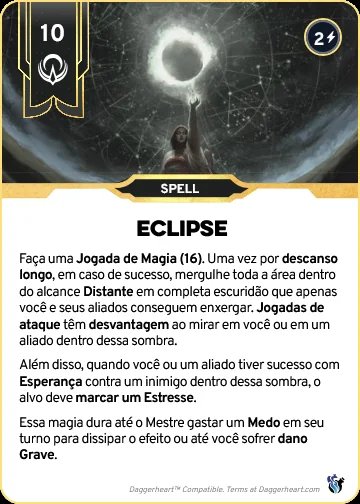 10
2
SPELL
ECLIPSE
Faça uma Jogada de Magia (16). Uma vez por descanso
longo, em caso de sucesso, mergulhe toda a área dentro
do alcance Distante em completa escuridão que apenas
você e seus aliados conseguem enxergar. Jogadas de
ataque têm desvantagem ao mirar em você ou em um
aliado dentro dessa sombra.
Além disso, quando você ou um aliado tiver sucesso com
Esperança contra um inimigo dentro dessa sombra, o
alvo deve marcar um Estresse.
Essa magia dura até o Mestre gastar um Medo em seu
turno para dissipar o efeito ou até você sofrer dano
Grave.
Daggerheart™ Compatible. Terms at Daggerheart.com